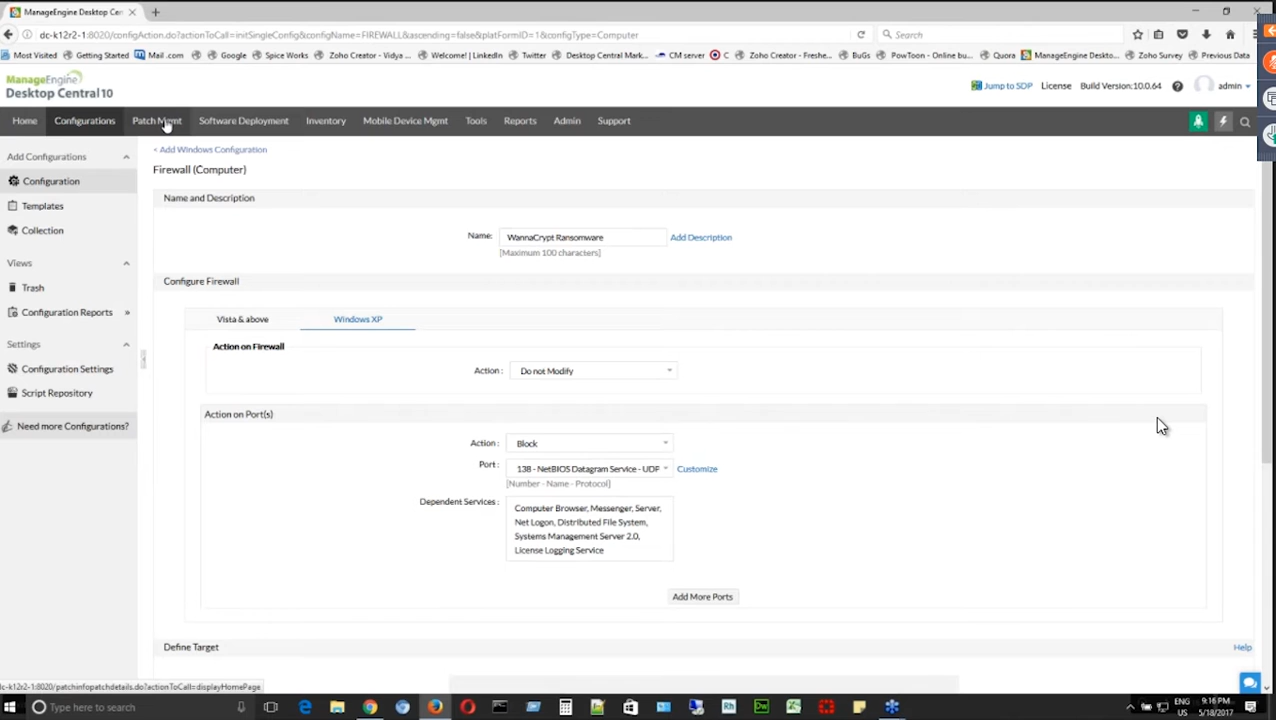 ManageEngine Desktop Cent
dc-k12r2-1:8020/configAction.do?actionToCall=initSingleConfig&configName=FIREWALL&ascending=false&platFormID=1&configType=Computer
Search
Most Visited Getting Started Mail .com Google Spice Works Zoho Creator - Vidya ... Welcome! | LinkedIn Twitter Desktop Central Mark... CM server C Zoho Creator - Freshe... BuGs PowToon - Online bu... Quora ManageEngine Deskto... Zoho Survey Previous Data
ManageEngine
Desktop Central 10
Jump to SDP License Build Version:10.0.64 admin
Home Configurations Patch Mgmt Software Deployment Inventory Mobile Device Mgmt Tools Reports Admin Support
Add Configurations
Configuration
Templates
Collection
Views
Trash
Configuration Reports »
Settings
Configuration Settings
Script Repository
Need more Configurations?
< Add Windows Configuration
Firewall (Computer)
Name and Description
Name: WannaCrypt Ransomware Add Description
[Maximum 100 characters]
Configure Firewall
Vista & above Windows XP
Action on Firewall
Action : Do not Modify
Action on Port(s)
Action : Block
Port : 138 - NetBIOS Datagram Service - UDP Customize
[Number - Name - Protocol]
Dependent Services : Computer Browser, Messenger, Server,
Net Logon, Distributed File System,
Systems Management Server 2.0,
License Logging Service
Add More Ports
Define Target Help
dc-k12r2-1:8020/patchinfopatchdetails.do?actionToCall=displayHomePage
Type here to search
ENG
US
9:16 PM
5/18/2017